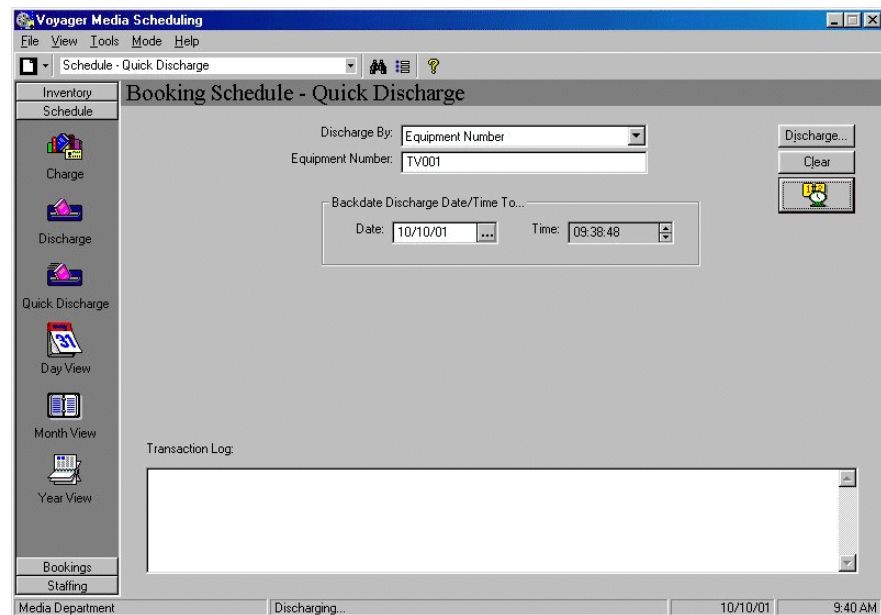 Voyager Media Scheduling
File View Tools Mode Help
Schedule - Quick Discharge
Inventory
Schedule
Charge
Discharge
Quick Discharge
31
Day View
Month View
Year View
Bookings
Staffing
Booking Schedule - Quick Discharge
Discharge By: Equipment Number
Equipment Number: TV001
Backdate Discharge Date/Time To...
Date: 10/10/01 ... Time: 09:38:48
Discharge...
Clear
Transaction Log:
Media Department Discharging... 10/10/01 9:40 AM